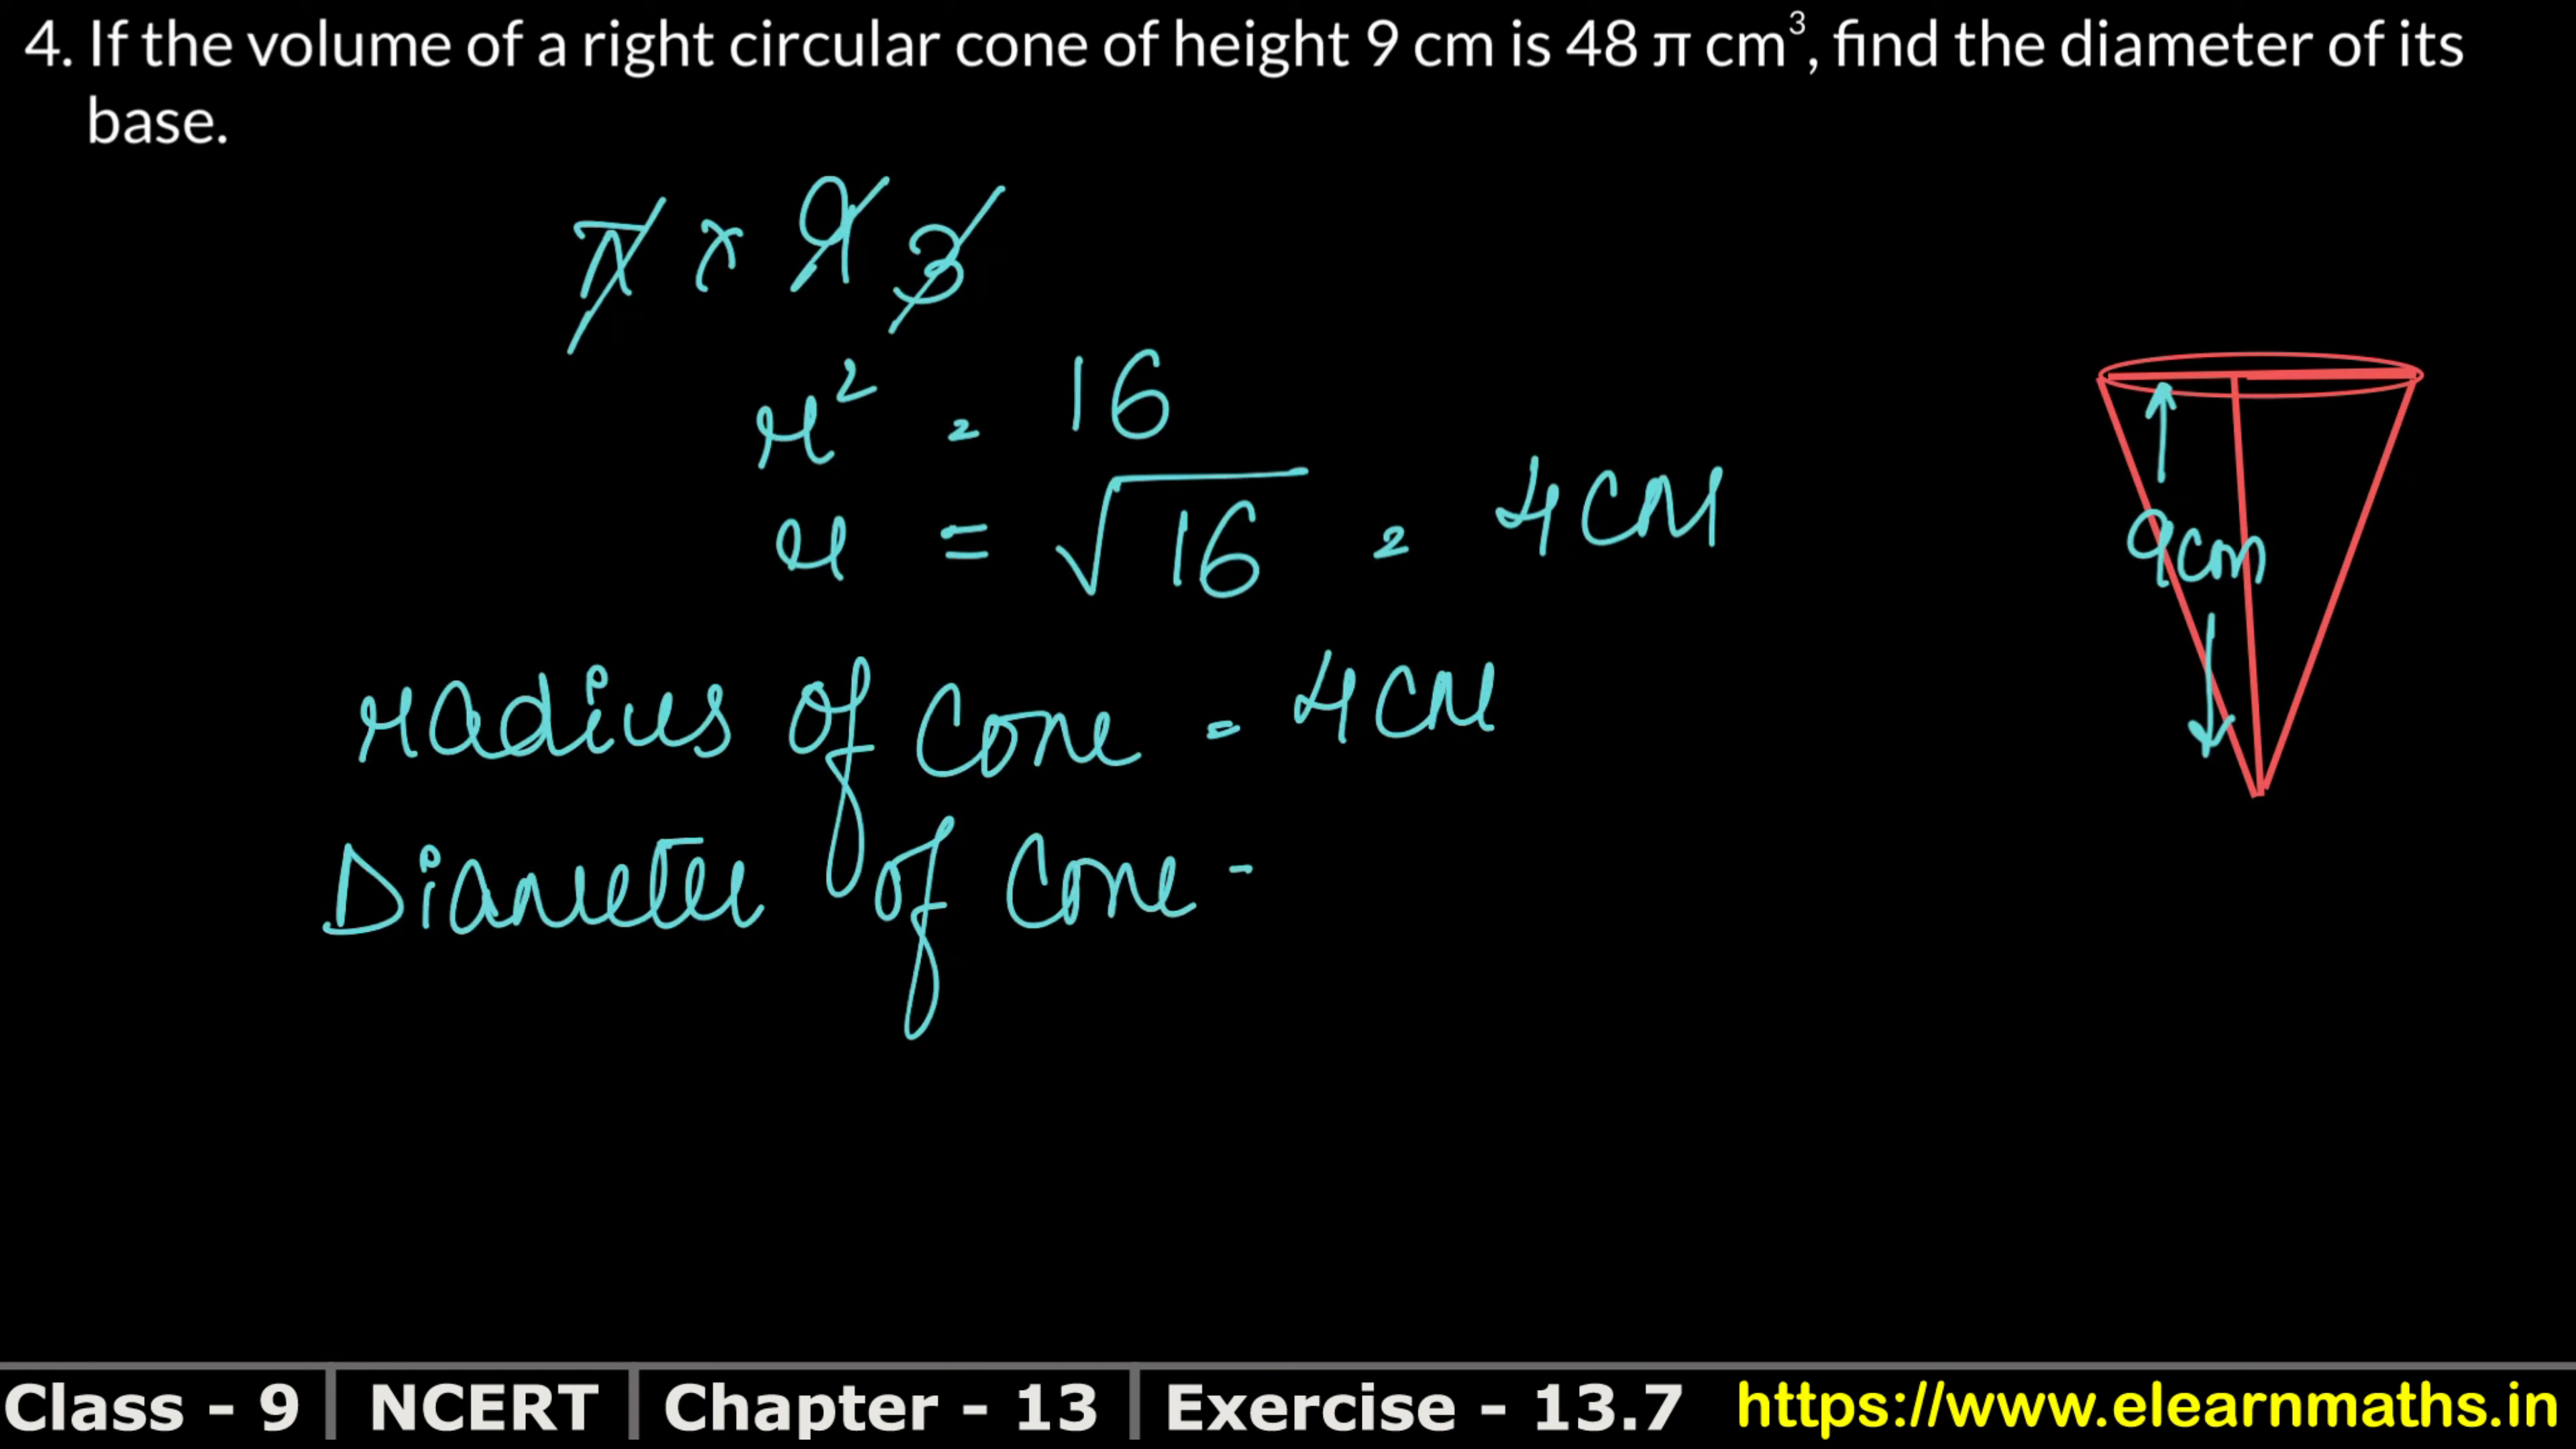 4. If the volume of a right circular cone of height 9 cm is 48 π cm³, find the diameter of its
base.
π × 9 3
r² = 16
r = √16 = 4cm
9cm
radius of cone = 4cm
Diameter of cone -
Class - 9 | NCERT | Chapter - 13 | Exercise - 13.7 https://www.elearnmaths.in